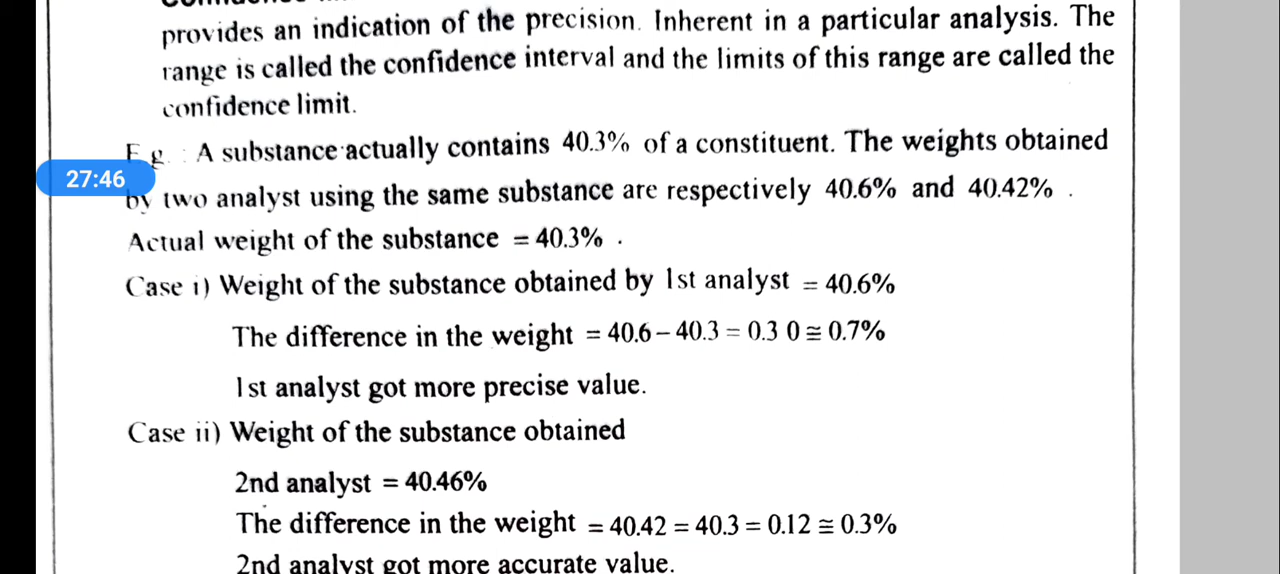 provides an indication of the precision. Inherent in a particular analysis. The
range is called the confidence interval and the limits of this range are called the
confidence limit.
E g. : A substance actually contains 40.3% of a constituent. The weights obtained
27:46
by two analyst using the same substance are respectively 40.6% and 40.42% .
Actual weight of the substance = 40.3% .
Case i) Weight of the substance obtained by 1st analyst = 40.6%
The difference in the weight = 40.6 – 40.3 = 0.3 0 ≅ 0.7%
1st analyst got more precise value.
Case ii) Weight of the substance obtained
2nd analyst = 40.46%
The difference in the weight = 40.42 = 40.3 = 0.12 ≅ 0.3%
2nd analyst got more accurate value.